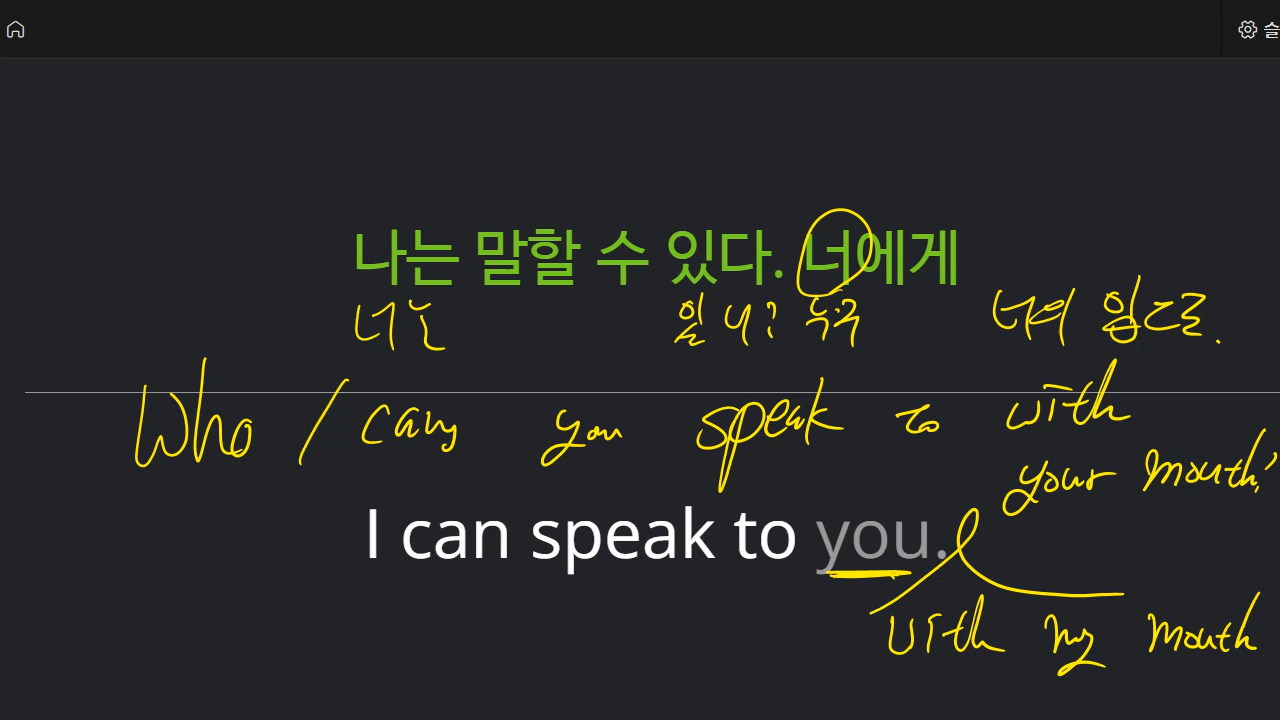 슬
나는 말할 수 있다. 너에게
너는 있니? 누구 너의 입으로.
Who / can you speak to with
your mouth?
I can speak to you.
with my mouth